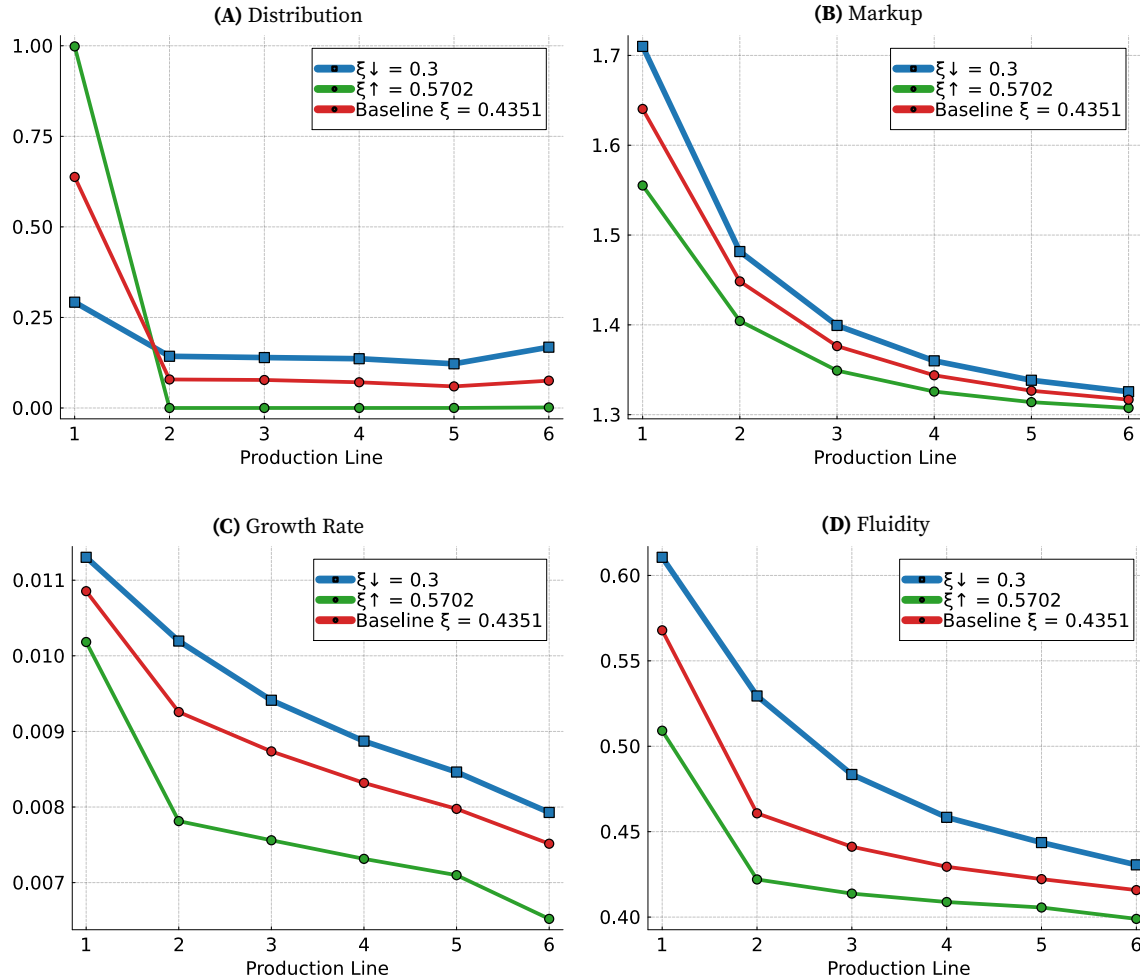 (A) Distribution
1.00
0.75
0.50
0.25
0.00
ξ↓ = 0.3
ξ↑ = 0.5702
Baseline ξ = 0.4351
1 2 3 4 5 6
Production Line
(B) Markup
1.7
1.6
1.5
1.4
1.3
ξ↓ = 0.3
ξ↑ = 0.5702
Baseline ξ = 0.4351
1 2 3 4 5 6
Production Line
(C) Growth Rate
0.011
0.010
0.009
0.008
0.007
ξ↓ = 0.3
ξ↑ = 0.5702
Baseline ξ = 0.4351
1 2 3 4 5 6
Production Line
(D) Fluidity
0.60
0.55
0.50
0.45
0.40
ξ↓ = 0.3
ξ↑ = 0.5702
Baseline ξ = 0.4351
1 2 3 4 5 6
Production Line